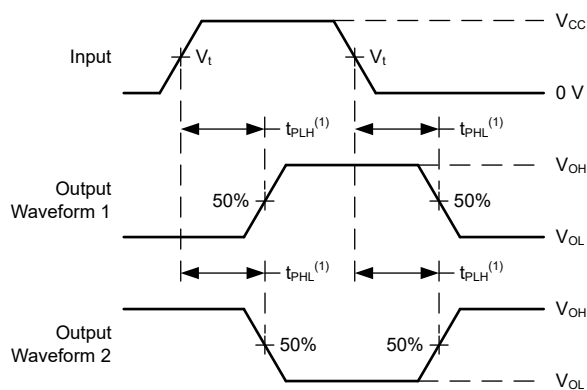 V_CC
Input
V_t
V_t
0 V
t_PLH^(1)
t_PHL^(1)
V_OH
Output
Waveform 1
50%
50%
V_OL
t_PHL^(1)
t_PLH^(1)
V_OH
Output
Waveform 2
50%
50%
V_OL